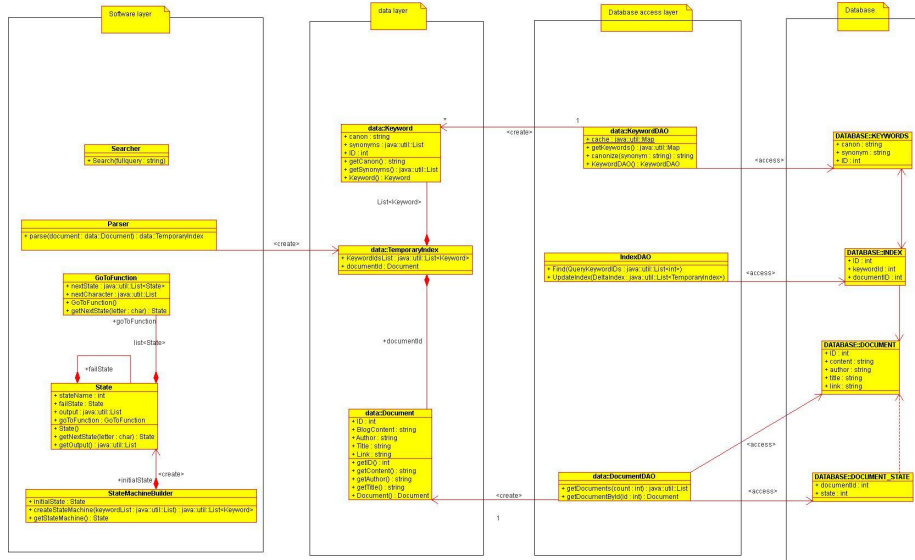 Software layer
data layer
Database access layer
Database
Searcher
+ Search(fullquery : string)
Parser
+ parse(document : data::Document) : data::TemporaryIndex
<create>
GoToFunction
+ nextState : java::util::List<State>
+ nextCharacter : java::util::List
+ GoToFunction()
+ getNextState(letter : char) : State
+goToFunction
list<State>
+failState
State
+ stateName : int
+ failState : State
+ output : java::util::List
+ goToFunction : GoToFunction
+ State()
+ getNextState(letter : char) : State
+ getOutput() : java::util::List
<create>
+initialState
StateMachineBuilder
+ initialState : State
+ createStateMachine(keywordList : java::util::List) : java::util::List<Keyword>
+ getStateMachine() : State
data::Keyword
+ canon : string
+ synonyms : java::util::List
+ ID : int
+ getCanon() : string
+ getSynonyms() : java::util::List
+ Keyword() : Keyword
List<Keyword>
data::TemporaryIndex
+ KeywordIdsList : java::util::List<Keyword>
+ documentId : Document
+documentId
data::Document
+ ID : int
+ BlogContent : string
+ Author : string
+ Title : string
+ Link : string
+ getID() : int
+ getContent() : string
+ getAuthor() : string
+ getTitle() : string
+ Document() : Document
*
1
<create>
data::KeywordDAO
+ cache : java::util::Map
+ getKeywords() : java::util::Map
+ canonize(synonym : string) : string
+ KeywordDAO() : KeywordDAO
<access>
IndexDAO
+ Find(QueryKeywordIDs : java::util::List<int>)
+ UpdateIndex(DeltaIndex : java::util::List<TemporaryIndex>)
<access>
<access>
data::DocumentDAO
+ getDocuments(count : int) : java::util::List
+ getDocumentById(id : int) : Document
<create>
1
<access>
DATABASE::KEYWORDS
+ canon : string
+ synonym : string
+ ID : int
DATABASE::INDEX
+ ID : int
+ keywordId : int
+ documentID : int
DATABASE::DOCUMENT
+ ID : int
+ content : string
+ author : string
+ title : string
+ link : string
DATABASE::DOCUMENT_STATE
+ documentId : int
+ state : int